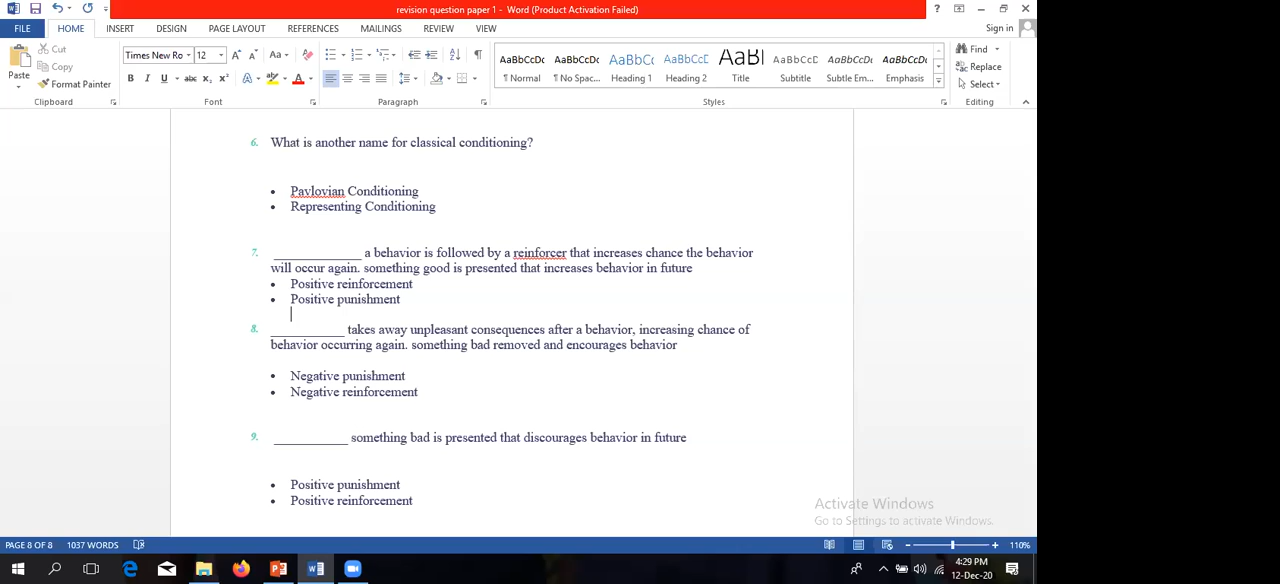 revision question paper 1 - Word (Product Activation Failed)
FILE HOME INSERT DESIGN PAGE LAYOUT REFERENCES MAILINGS REVIEW VIEW Sign in
Paste Cut
Copy
Format Painter
Times New Ro 12
Clipboard Font Paragraph Styles Editing
AaBbCcDc AaBbCcDc AaBbCc AaBbCcDc AaBl AaBbCcD AaBbCcDc AaBbCcDc
¶ Normal ¶ No Spac... Heading 1 Heading 2 Title Subtitle Subtle Em... Emphasis
Find
Replace
Select
6. What is another name for classical conditioning?
• Pavlovian Conditioning
• Representing Conditioning
7. _____________ a behavior is followed by a reinforcer that increases chance the behavior
will occur again. something good is presented that increases behavior in future
• Positive reinforcement
• Positive punishment
8. ___________ takes away unpleasant consequences after a behavior, increasing chance of
behavior occurring again. something bad removed and encourages behavior
• Negative punishment
• Negative reinforcement
9. ___________ something bad is presented that discourages behavior in future
• Positive punishment
• Positive reinforcement
Activate Windows
Go to Settings to activate Windows.
PAGE 8 OF 8 1037 WORDS 110%
4:29 PM
12-Dec-20